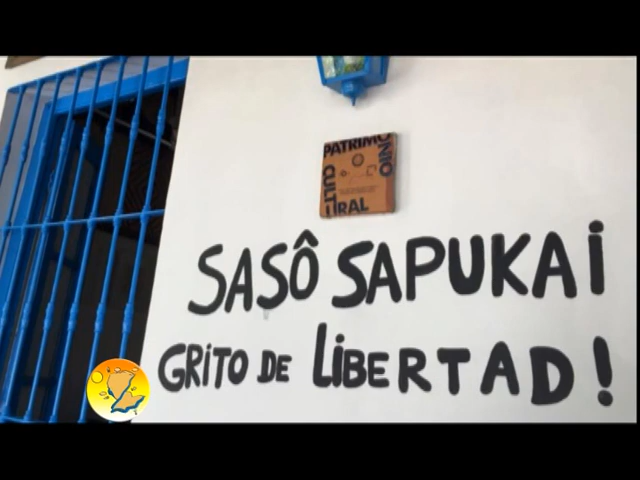 PATRIMONIO
CULTURAL
SASÔ SAPUKAI
GRITO DE LIBERTAD!